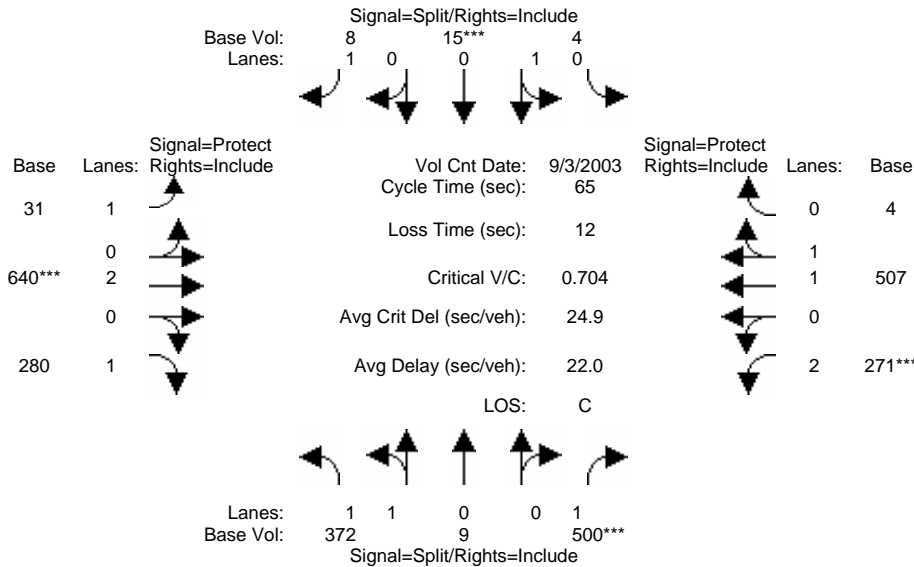 Signal=Split/Rights=Include
Base Vol: 8 15*** 4
Lanes: 1 0 0 1 0
Signal=Protect Signal=Protect
Base Lanes: Rights=Include Vol Cnt Date: 9/3/2003 Rights=Include Lanes: Base
Cycle Time (sec): 65
31 1 0 4
Loss Time (sec): 12
0 1
640*** 2 Critical V/C: 0.704 1 507
0 Avg Crit Del (sec/veh): 24.9 0
280 1 Avg Delay (sec/veh): 22.0 2 271***
LOS: C
Lanes: 1 1 0 0 1
Base Vol: 372 9 500***
Signal=Split/Rights=Include